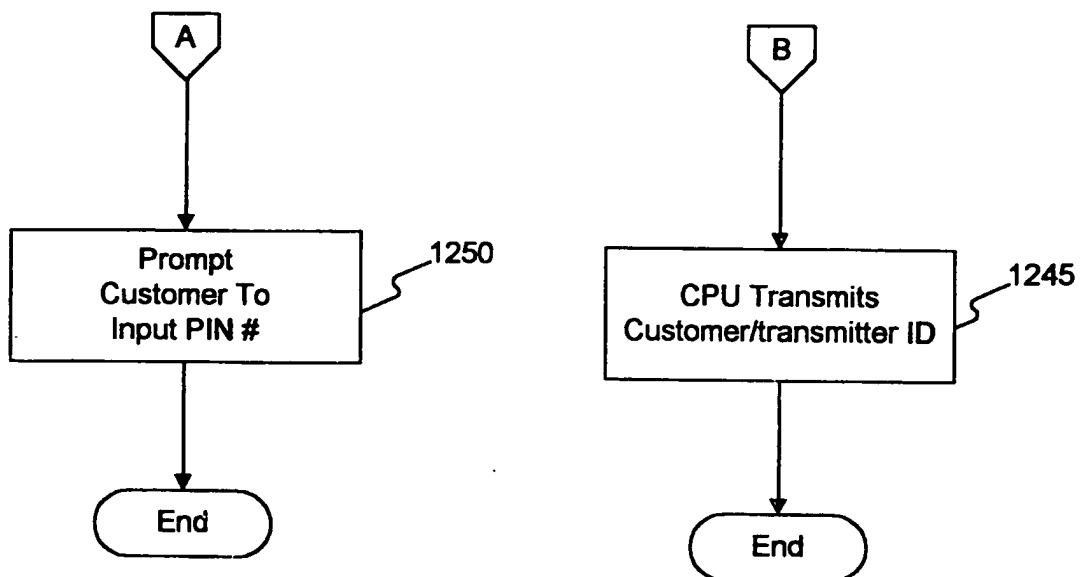 A
Prompt
Customer To
Input PIN #
1250
End
B
CPU Transmits
Customer/transmitter ID
1245
End